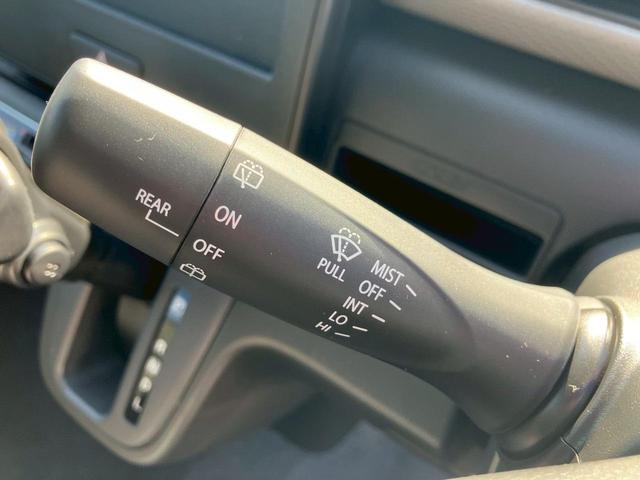 REAR
ON
OFF
PULL
MIST
OFF
INT
LO
HI